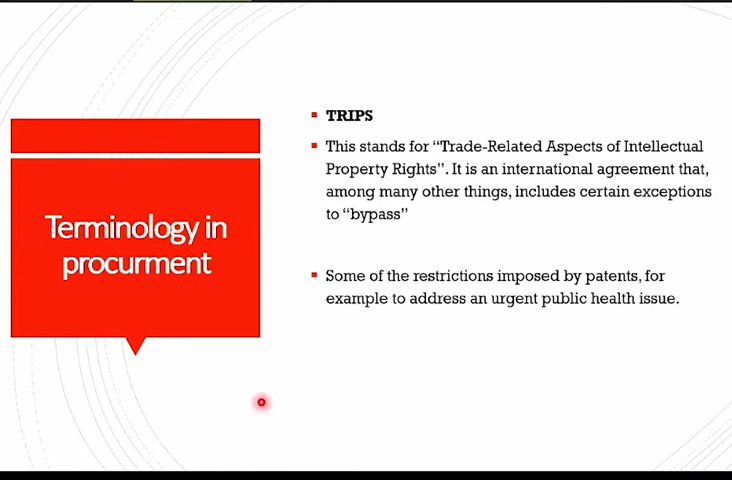 Terminology in
procurment
TRIPS
This stands for “Trade-Related Aspects of Intellectual
Property Rights”. It is an international agreement that,
among many other things, includes certain exceptions
to “bypass”
Some of the restrictions imposed by patents, for
example to address an urgent public health issue.